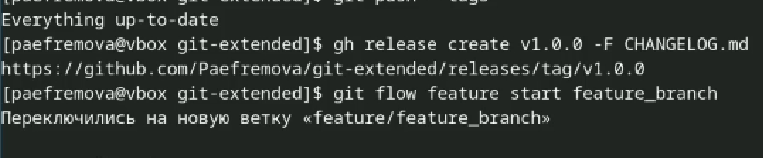 Everything up-to-date
[paefremova@vbox git-extended]$ gh release create v1.0.0 -F CHANGELOG.md
https://github.com/Paefremova/git-extended/releases/tag/v1.0.0
[paefremova@vbox git-extended]$ git flow feature start feature_branch
Переключились на новую ветку «feature/feature_branch»